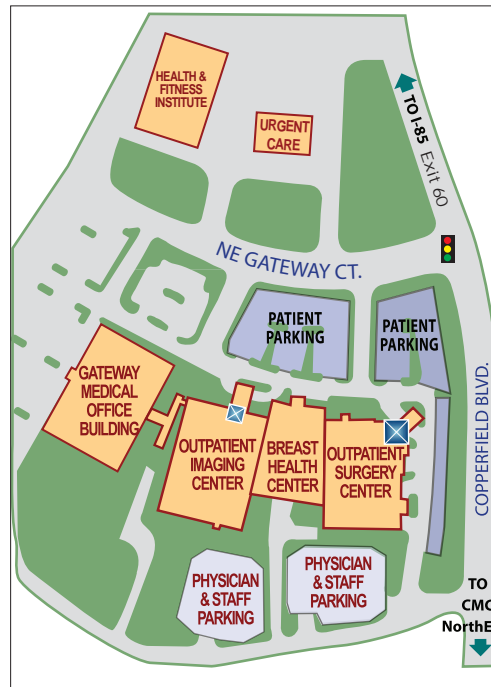 HEALTH &
FITNESS
INSTITUTE
URGENT
CARE
TO I-85 Exit 60
NE GATEWAY CT.
PATIENT
PARKING
PATIENT
PARKING
COPPERFIELD BLVD.
GATEWAY
MEDICAL
OFFICE
BUILDING
OUTPATIENT
IMAGING
CENTER
BREAST
HEALTH
CENTER
OUTPATIENT
SURGERY
CENTER
PHYSICIAN
& STAFF
PARKING
PHYSICIAN
& STAFF
PARKING
TO
CMC
NorthE